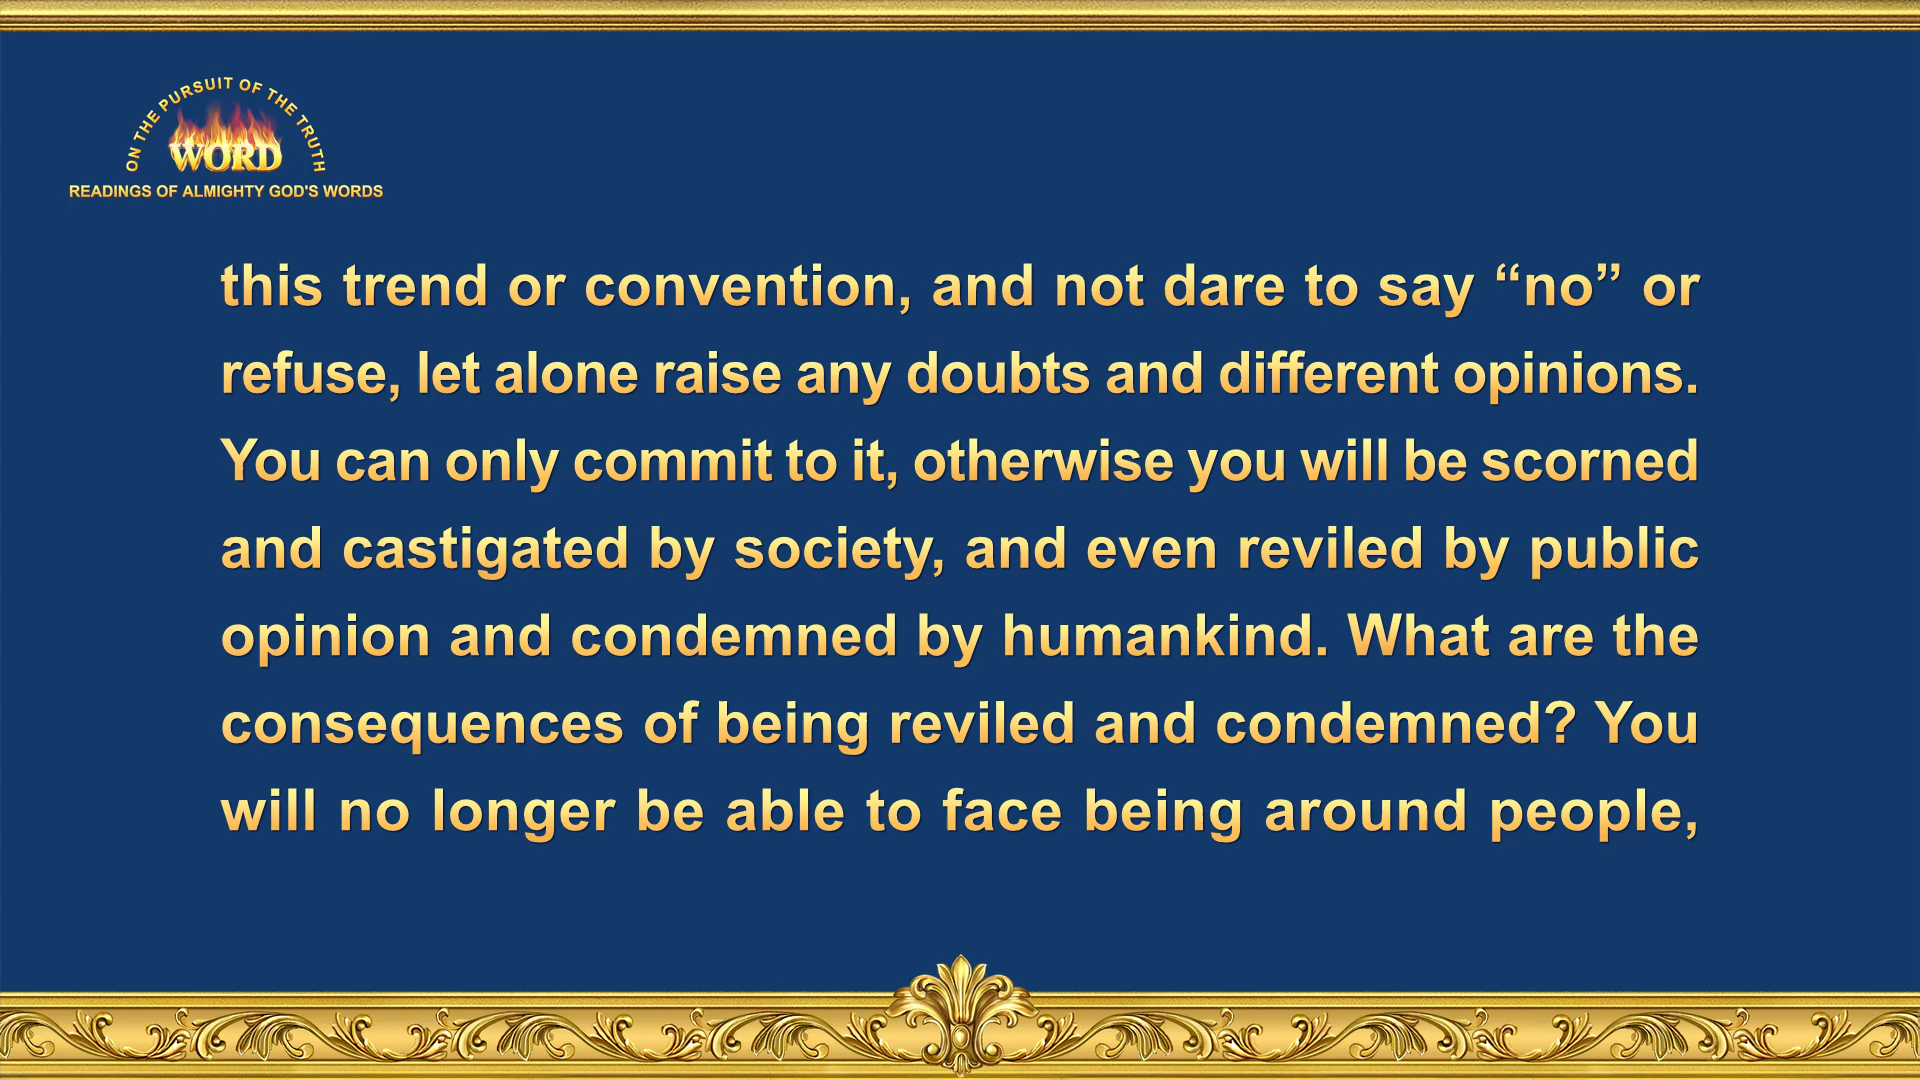 ON THE PURSUIT OF THE TRUTH
WORD
READINGS OF ALMIGHTY GOD'S WORDS
this trend or convention, and not dare to say “no” or
refuse, let alone raise any doubts and different opinions.
You can only commit to it, otherwise you will be scorned
and castigated by society, and even reviled by public
opinion and condemned by humankind. What are the
consequences of being reviled and condemned? You
will no longer be able to face being around people,